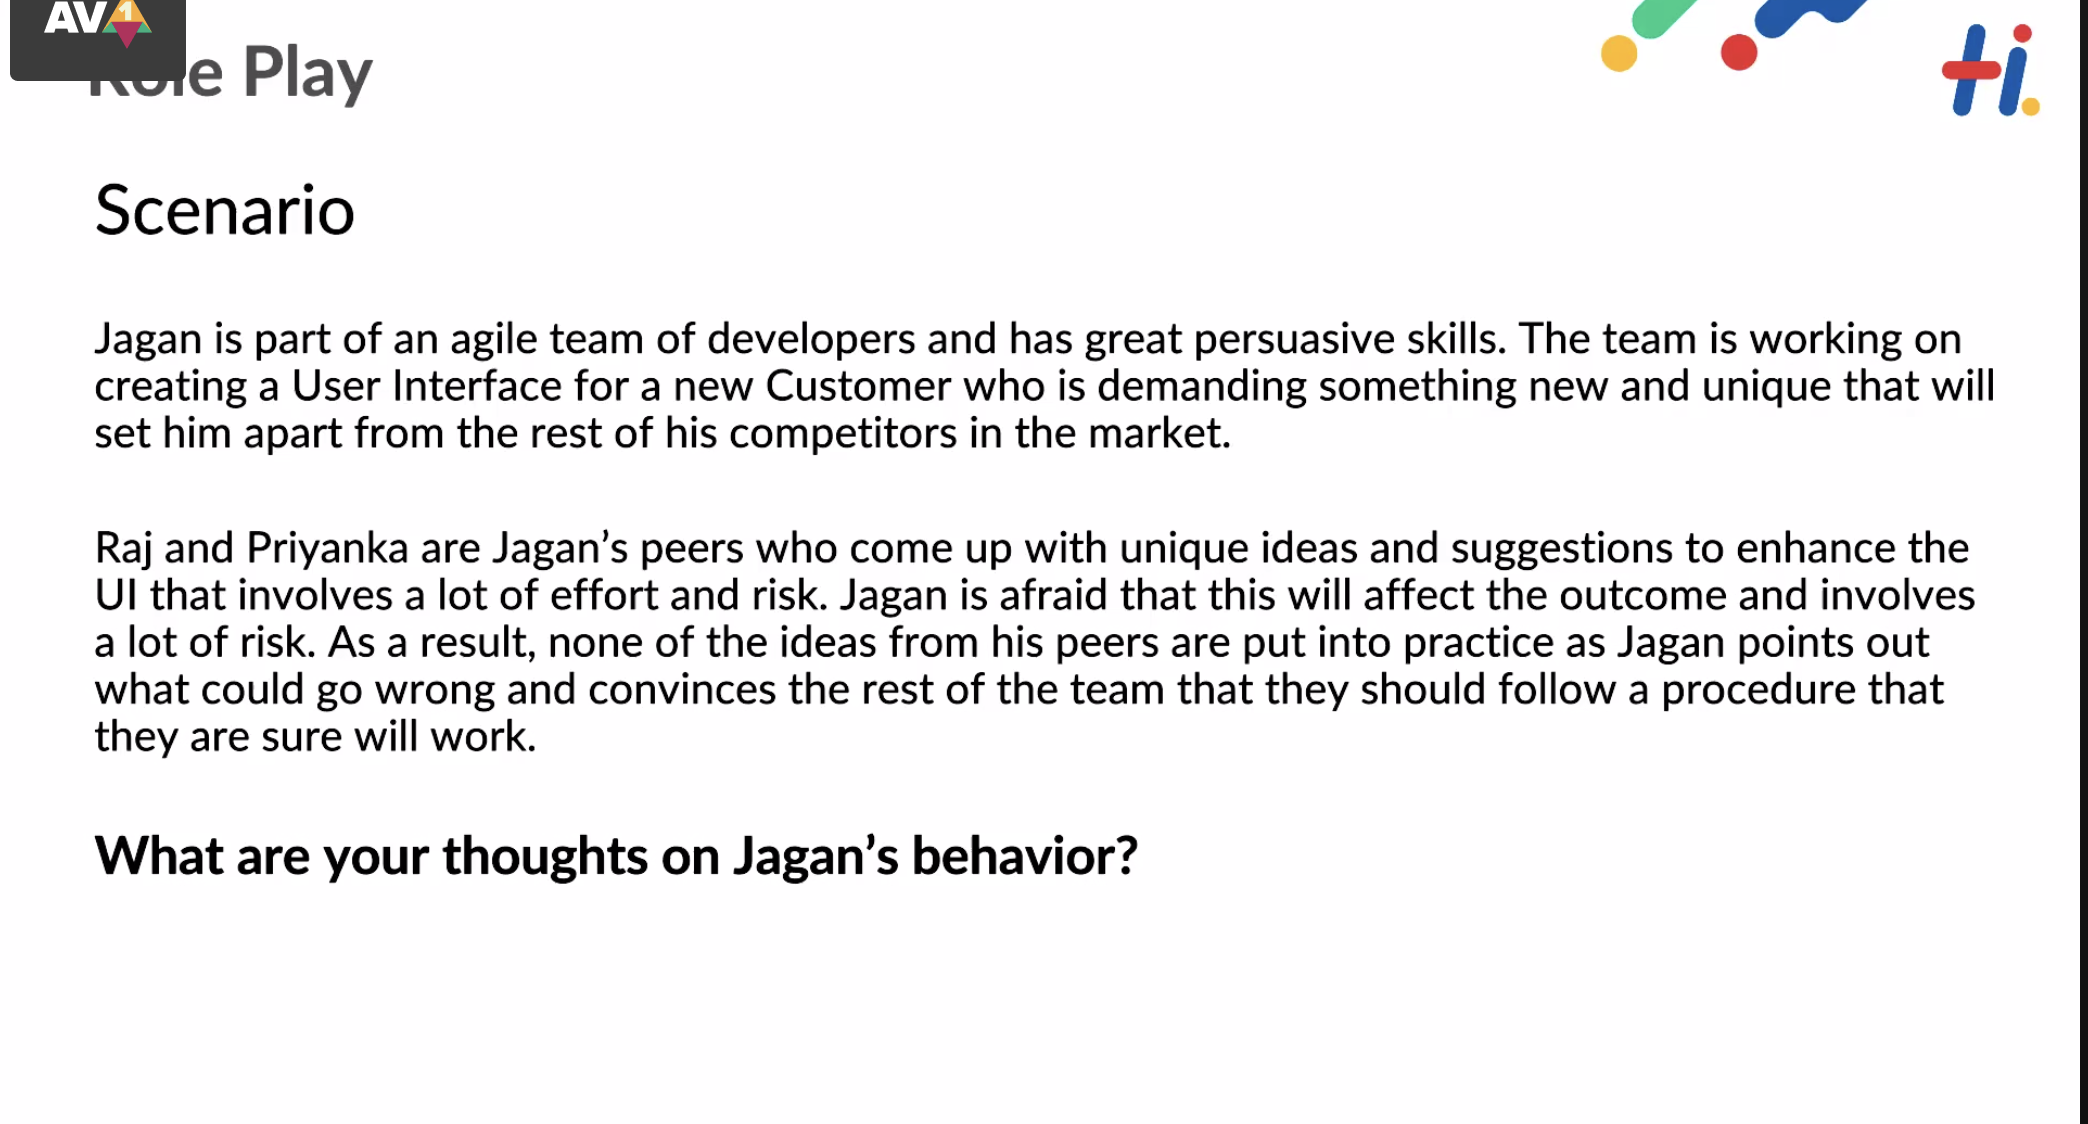 AV1
Role Play
Hi.
Scenario
Jagan is part of an agile team of developers and has great persuasive skills. The team is working on
creating a User Interface for a new Customer who is demanding something new and unique that will
set him apart from the rest of his competitors in the market.
Raj and Priyanka are Jagan’s peers who come up with unique ideas and suggestions to enhance the
UI that involves a lot of effort and risk. Jagan is afraid that this will affect the outcome and involves
a lot of risk. As a result, none of the ideas from his peers are put into practice as Jagan points out
what could go wrong and convinces the rest of the team that they should follow a procedure that
they are sure will work.
What are your thoughts on Jagan’s behavior?